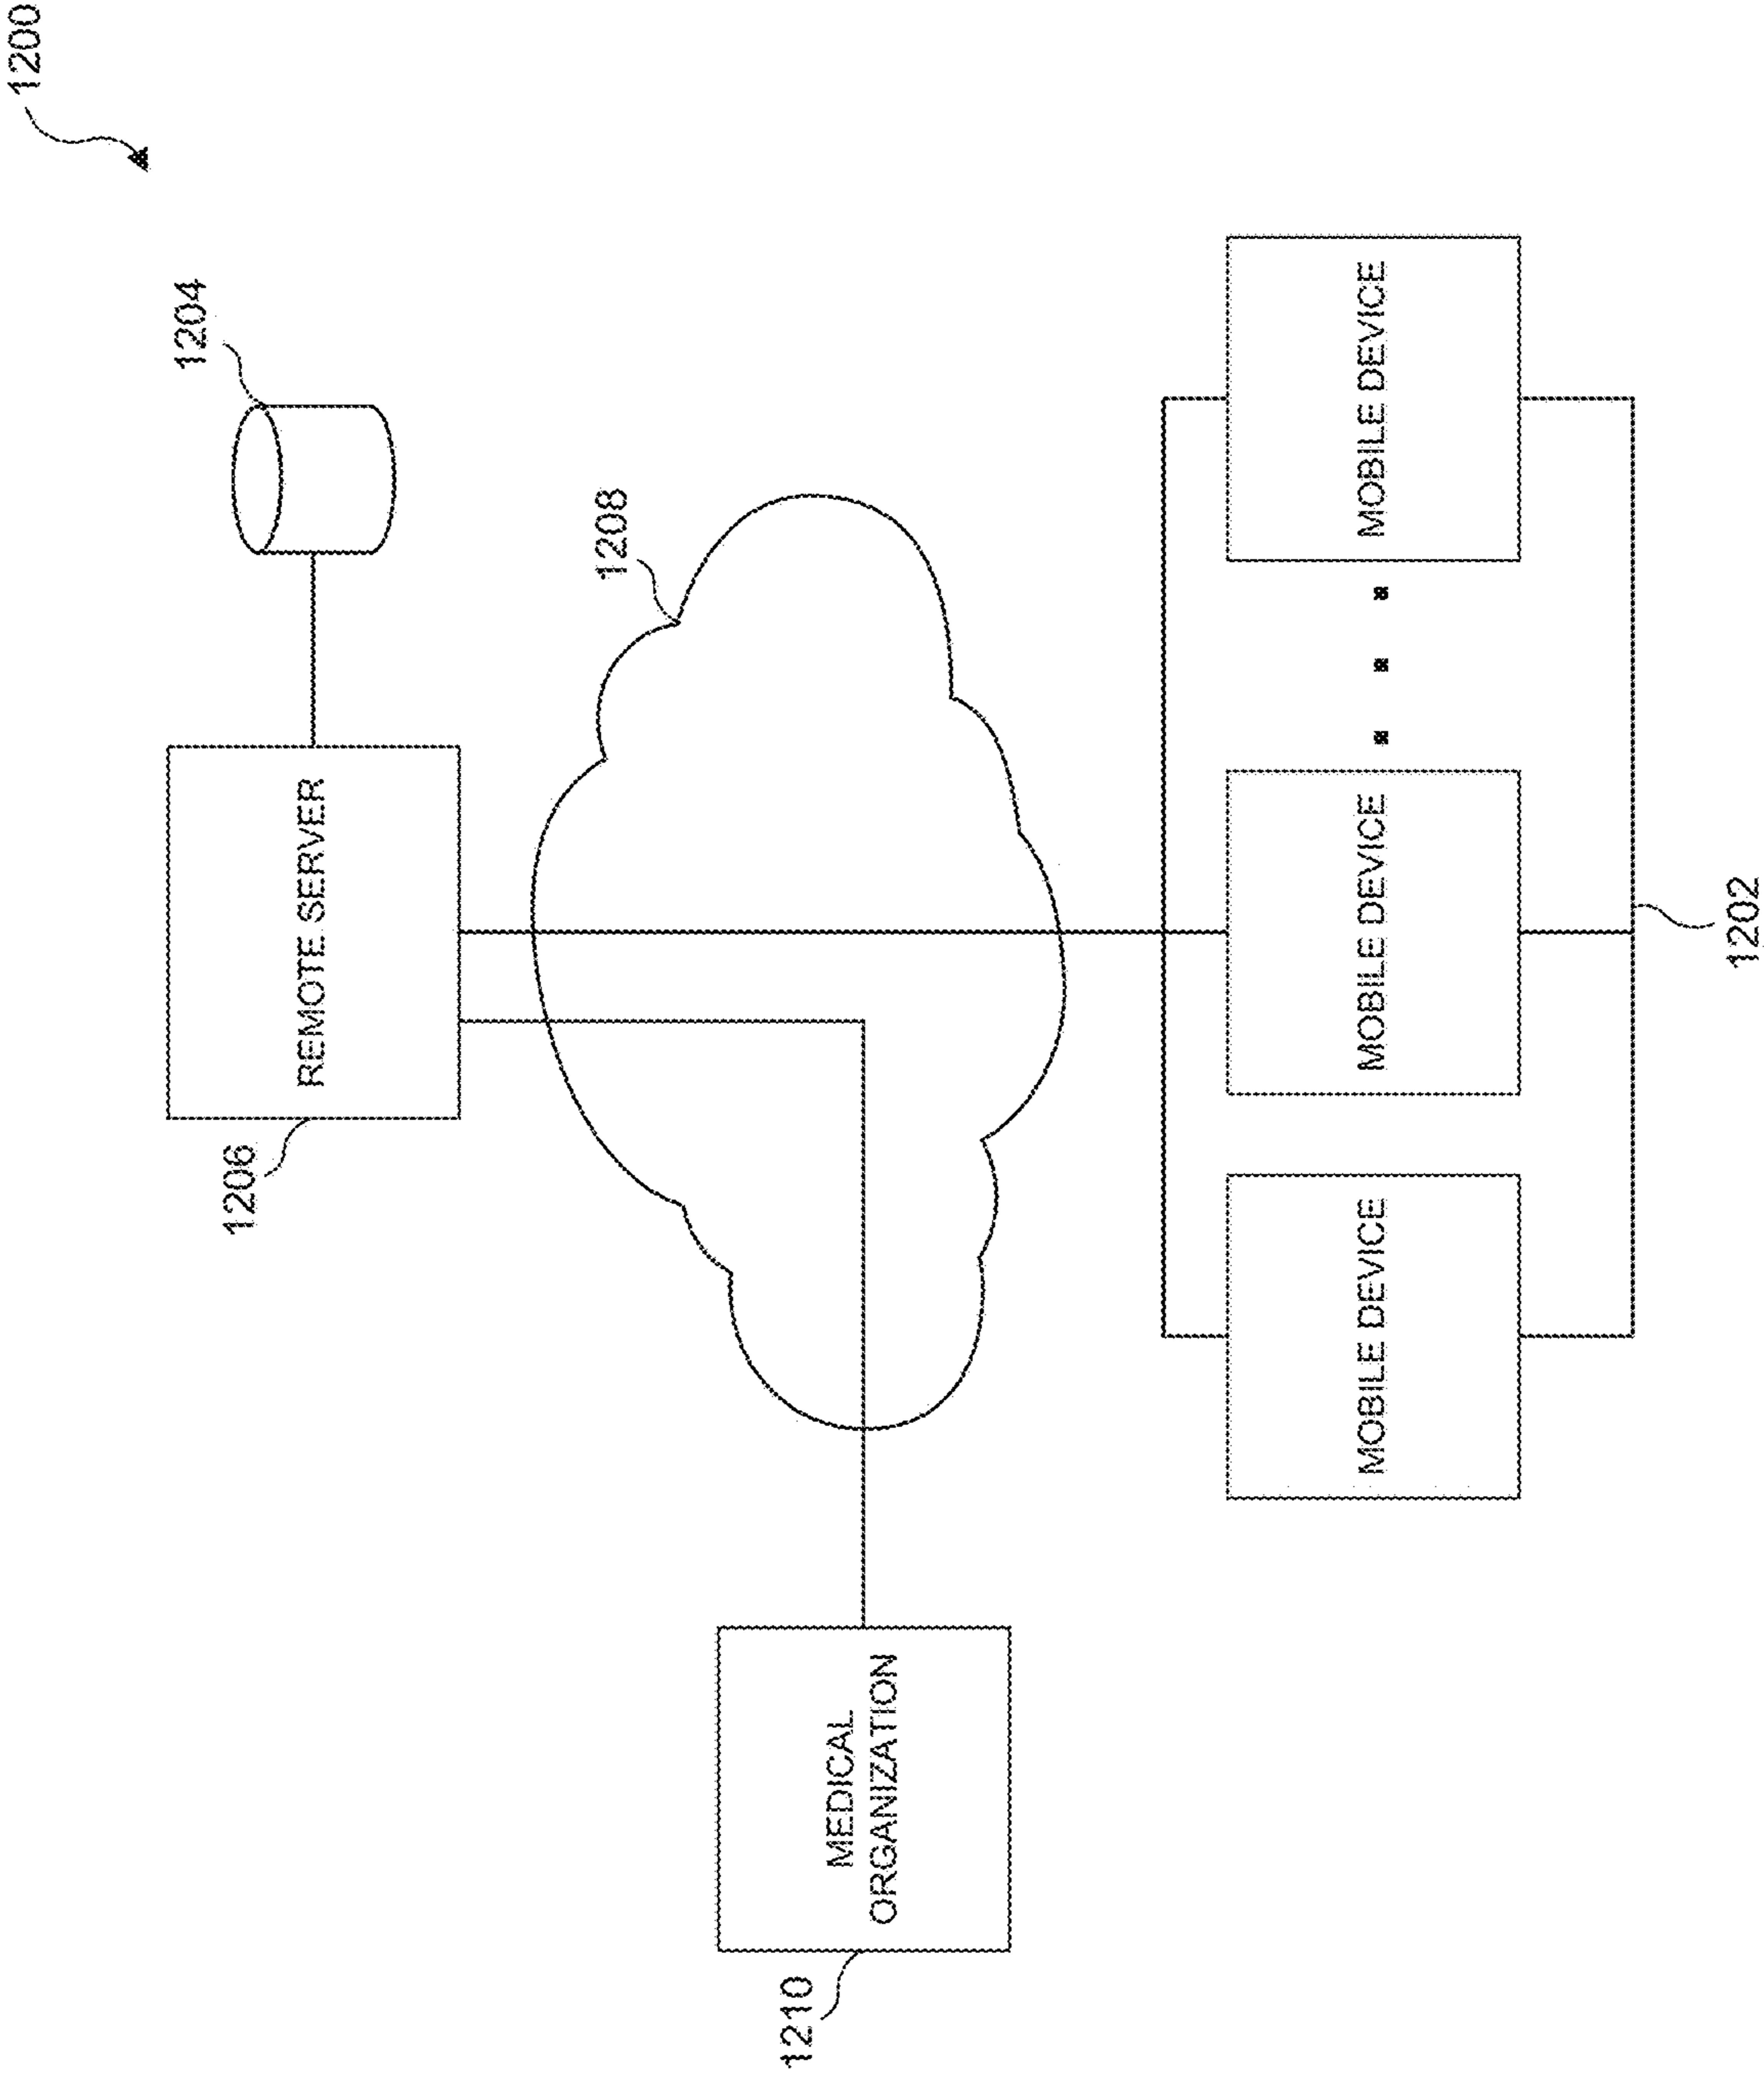 1200
1204
REMOTE SERVER
1206
1208
MEDICAL
ORGANIZATION
1210
MOBILE DEVICE
MOBILE DEVICE
MOBILE DEVICE
1202